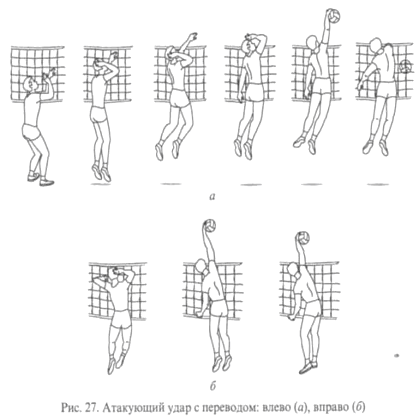 а
б
Рис. 27. Атакующий удар с переводом: влево (а), вправо (б)